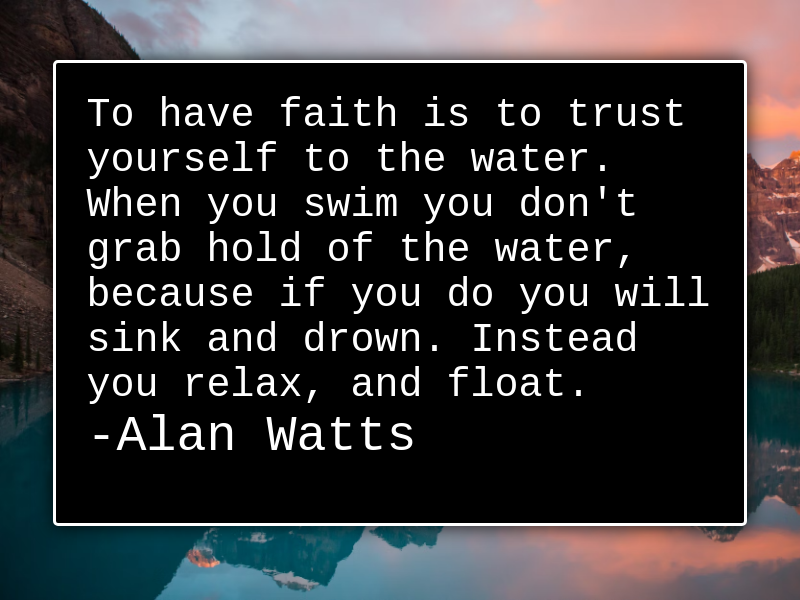 To have faith is to trust
yourself to the water.
When you swim you don't
grab hold of the water,
because if you do you will
sink and drown. Instead
you relax, and float.
-Alan Watts